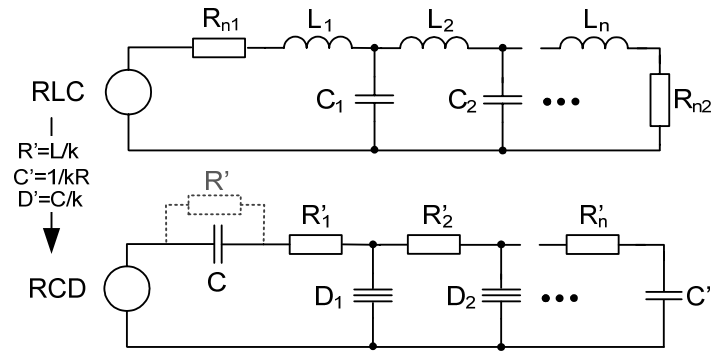 Rn1 L1 L2 Ln
RLC C1 C2 ••• Rn2
R'=L/k
C'=1/kR
D'=C/k
R'
R'1 R'2 R'n
C
RCD D1 D2 ••• C'